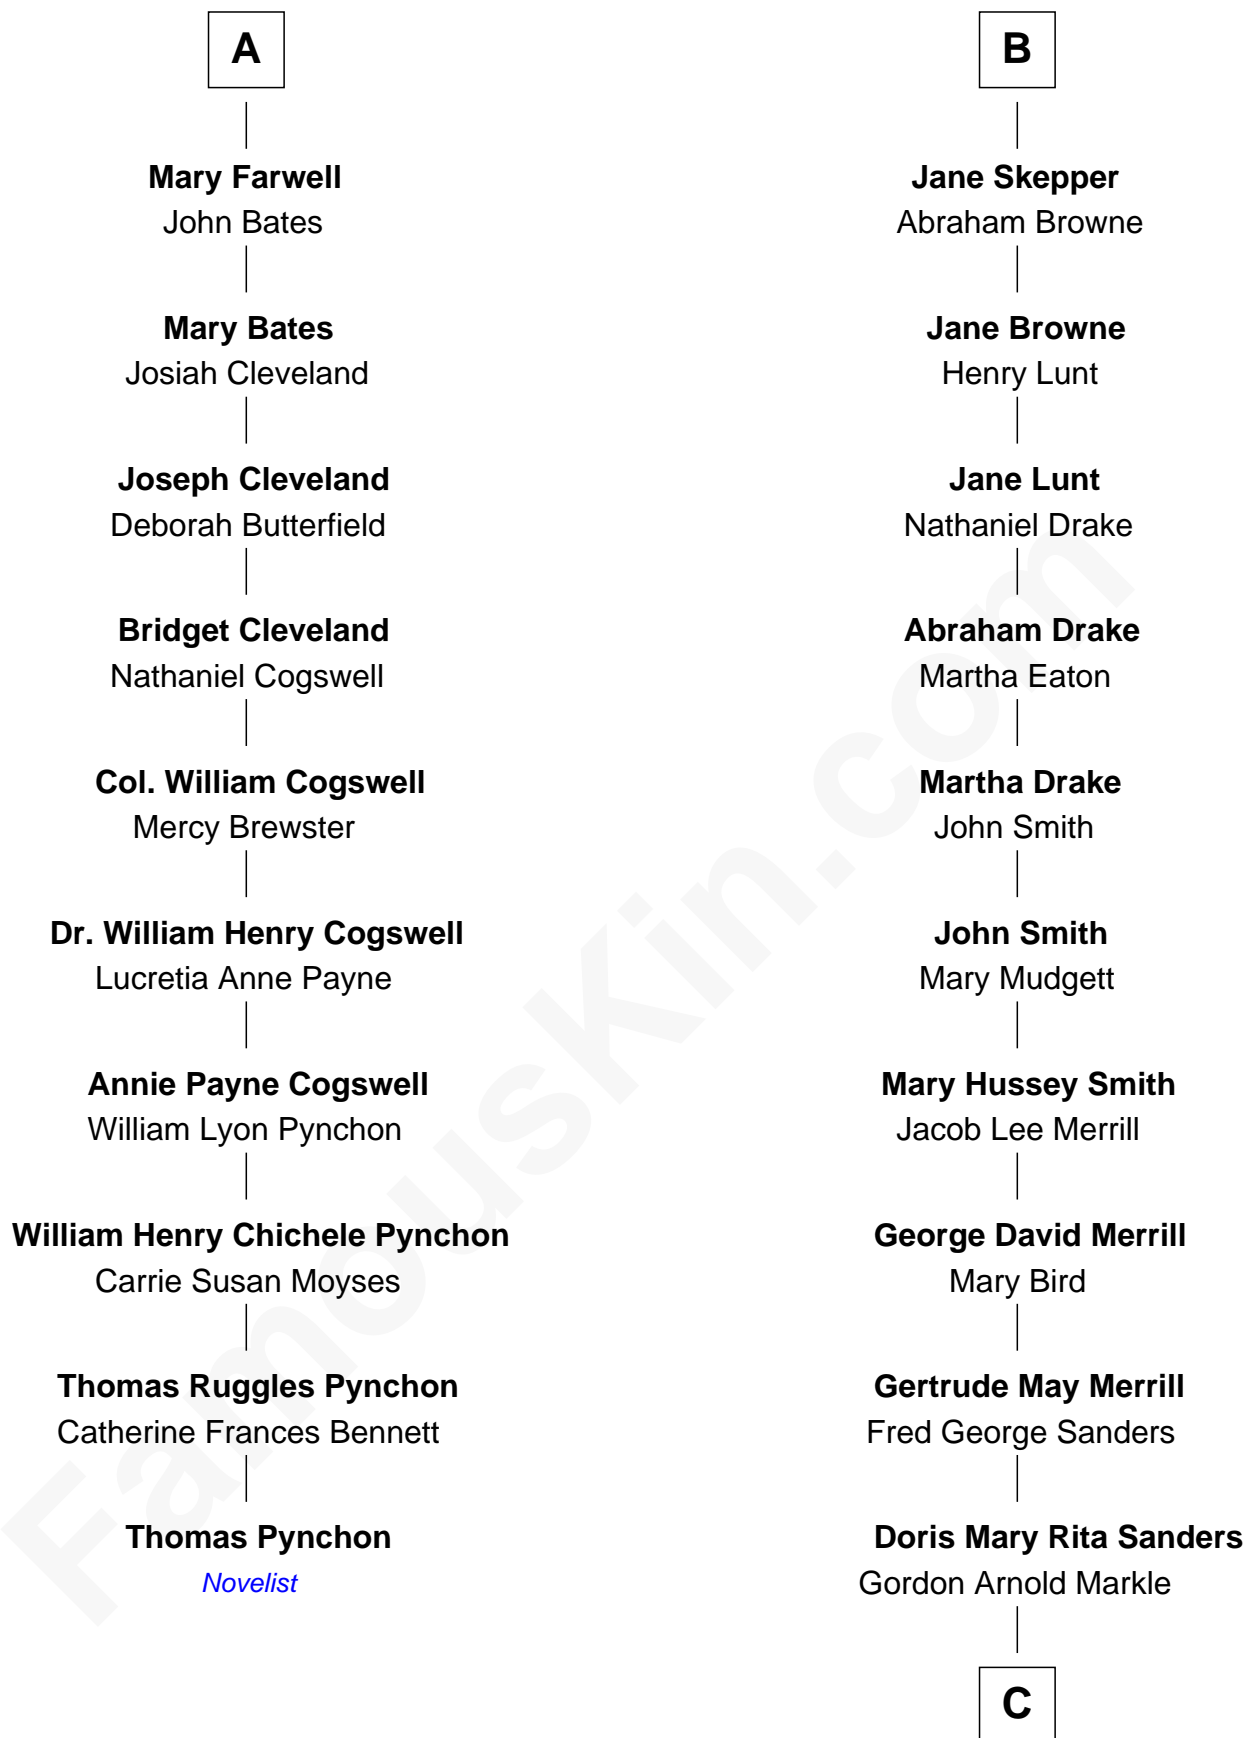 A
Mary Farwell
John Bates
Mary Bates
Josiah Cleveland
Joseph Cleveland
Deborah Butterfield
Bridget Cleveland
Nathaniel Cogswell
Col. William Cogswell
Mercy Brewster
Dr. William Henry Cogswell
Lucretia Anne Payne
Annie Payne Cogswell
William Lyon Pynchon
William Henry Chichele Pynchon
Carrie Susan Moyses
Thomas Ruggles Pynchon
Catherine Frances Bennett
Thomas Pynchon
Novelist
B
Jane Skepper
Abraham Browne
Jane Browne
Henry Lunt
Jane Lunt
Nathaniel Drake
Abraham Drake
Martha Eaton
Martha Drake
John Smith
John Smith
Mary Mudgett
Mary Hussey Smith
Jacob Lee Merrill
George David Merrill
Mary Bird
Gertrude May Merrill
Fred George Sanders
Doris Mary Rita Sanders
Gordon Arnold Markle
C
FamousKin.com